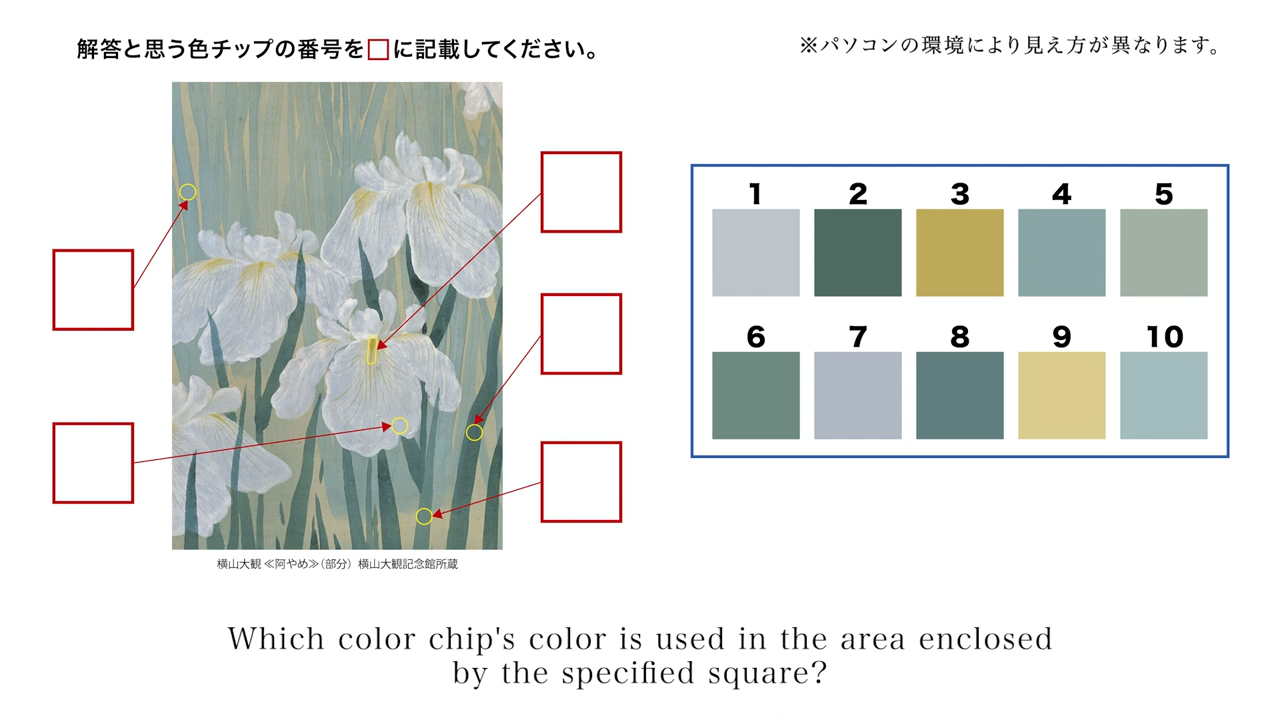 解答と思う色チップの番号を□に記載してください。
※パソコンの環境により見え方が異なります。
1 2 3 4 5
6 7 8 9 10
横山大観 ≪阿やめ≫（部分）横山大観記念館所蔵
Which color chip's color is used in the area enclosed
by the specified square?